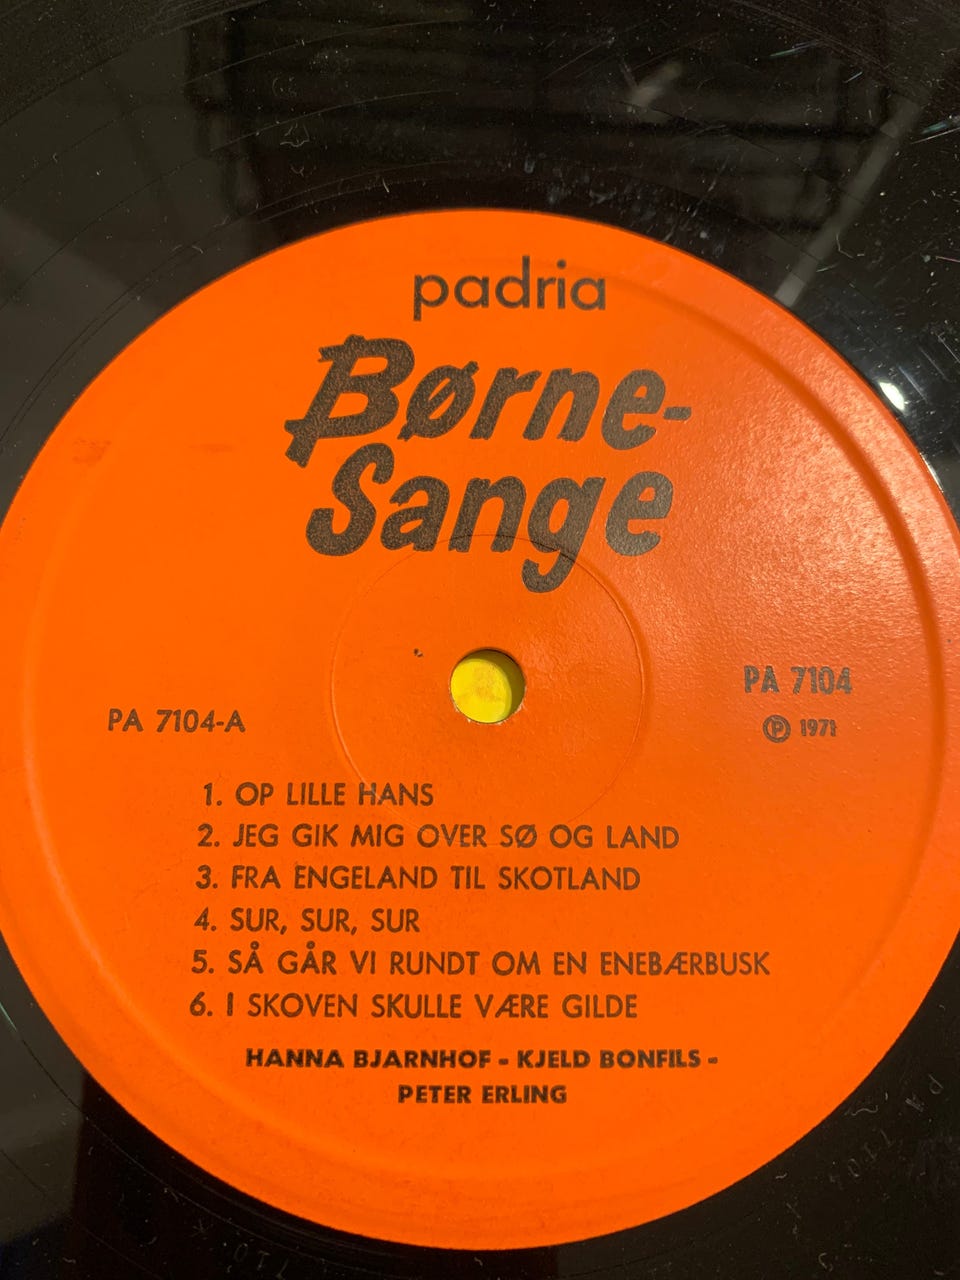 padria
Børne-
Sange
PA 7104
Ⓟ 1971
PA 7104-A
1. OP LILLE HANS
2. JEG GIK MIG OVER SØ OG LAND
3. FRA ENGELAND TIL SKOTLAND
4. SUR, SUR, SUR
5. SÅ GÅR VI RUNDT OM EN ENEBÆRBUSK
6. I SKOVEN SKULLE VÆRE GILDE
HANNA BJARNHOF - KJELD BONFILS -
PETER ERLING